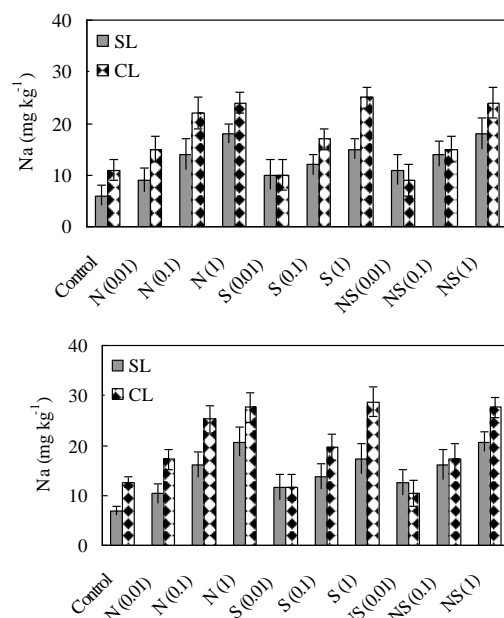 40
SL
CL
30
20
10
0
Na (mg kg-1)
Control
N (0.01)
N (0.1)
N (1)
S (0.01)
S (0.1)
S (1)
NS (0.01)
NS (0.1)
NS (1)
40
SL
CL
30
20
10
0
Na (mg kg-1)
Control
N (0.01)
N (0.1)
N (1)
S (0.01)
S (0.1)
S (1)
NS (0.01)
NS (0.1)
NS (1)